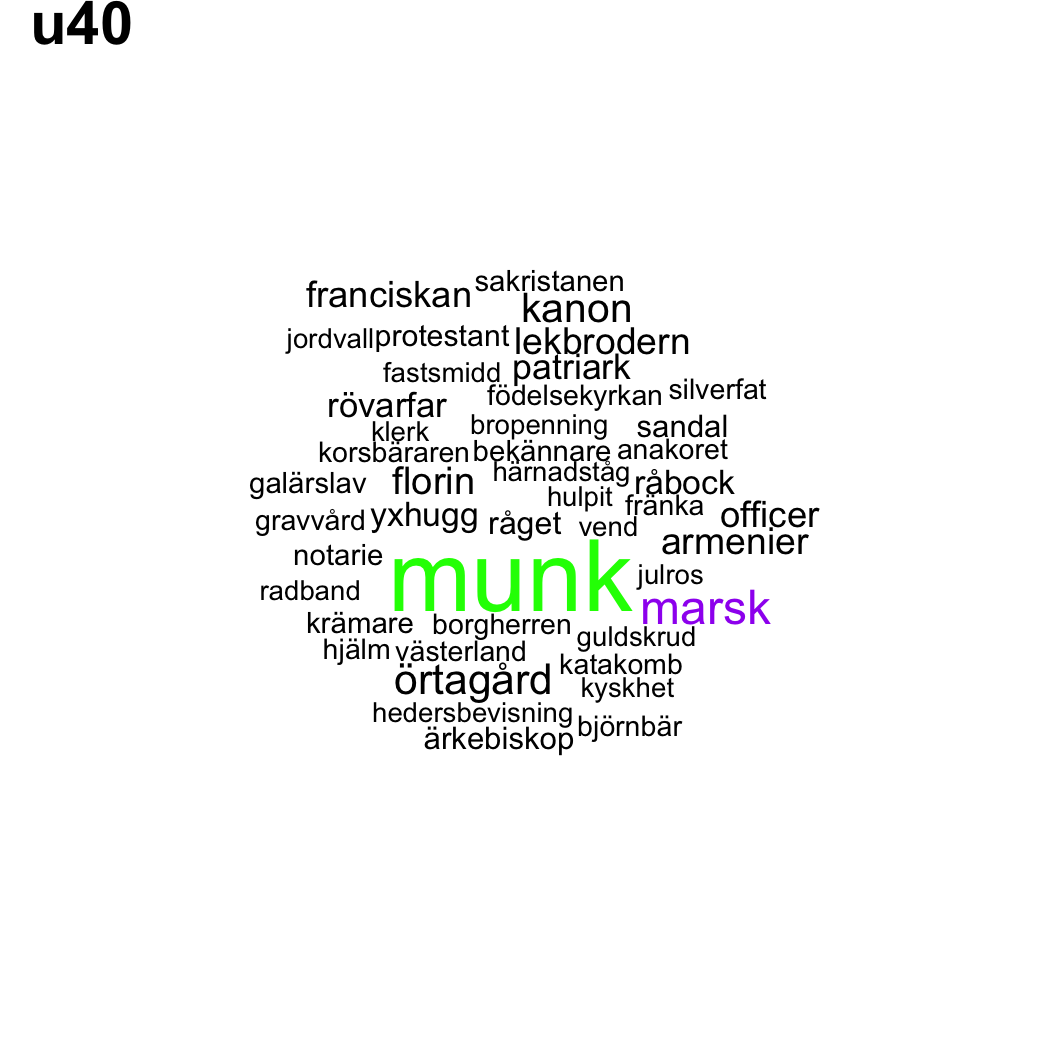 u40
sakristanen
franciskan
kanon
jordvall protestant lekbrodern
fastsmidd patriark
födelsekyrkan silverfat
rövarfar
klerk bropenning sandal
korsbäraren bekännare anakoret
härnadståg
galärslav florin råbock
hulpit fränka
gravvård yxhugg råget vend officer
armenier
notarie
munk julros
radband
marsk
krämare borgherren
guldskrud
hjälm västerland
katakomb
örtagård kyskhet
hedersbevisning
björnbär
ärkebiskop